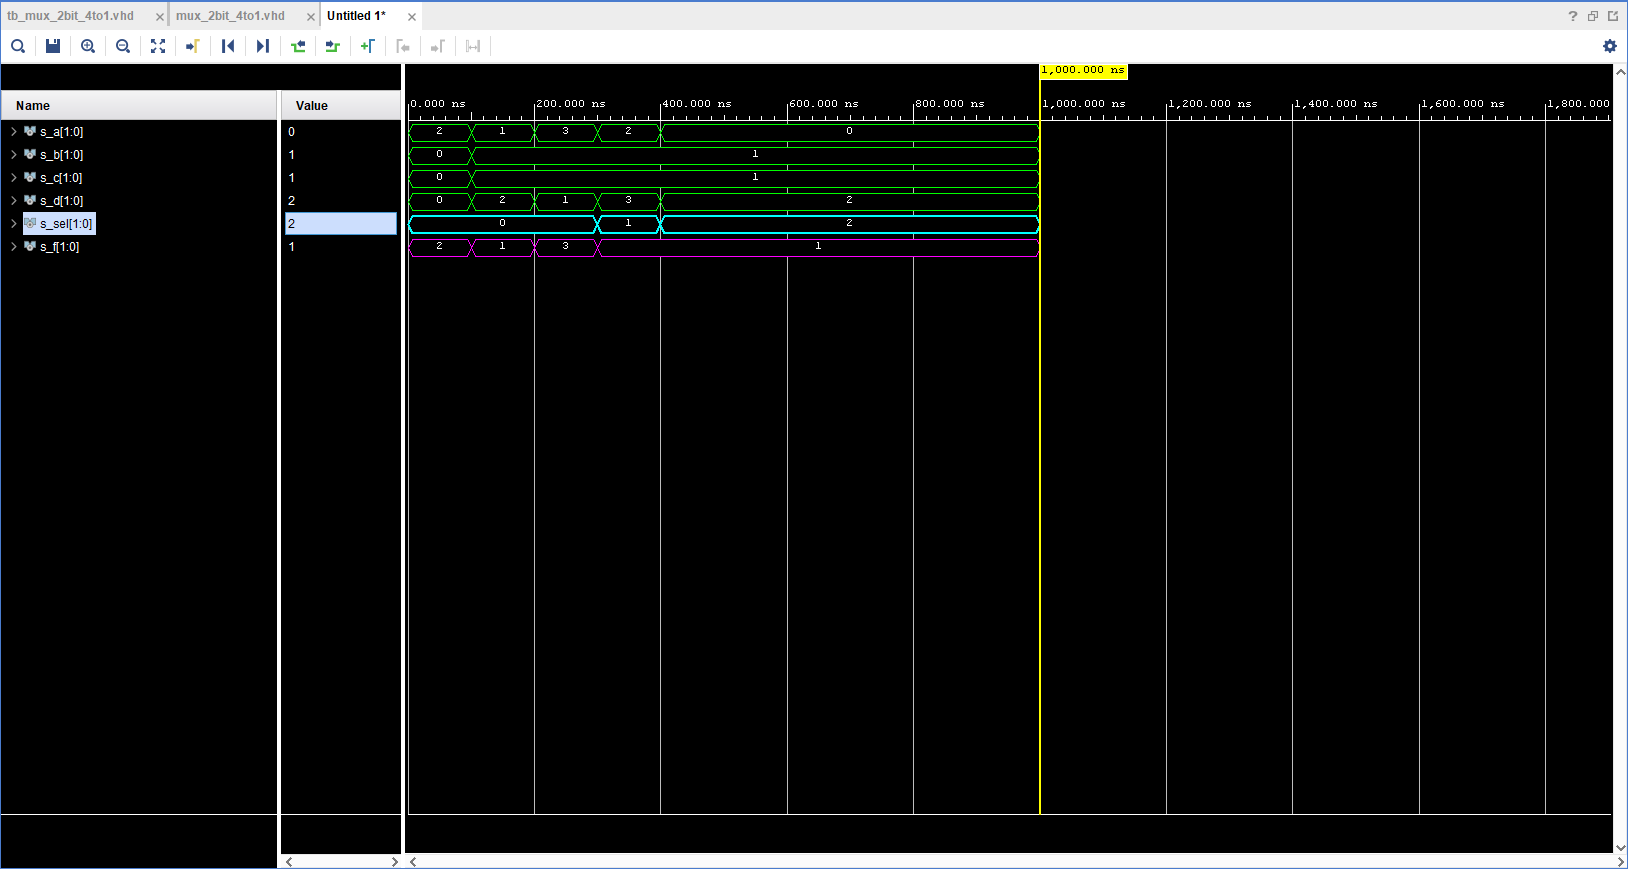 tb_mux_2bit_4to1.vhd × mux_2bit_4to1.vhd × Untitled 1* ×
?
1,000.000 ns
Name Value
0.000 ns 200.000 ns 400.000 ns 600.000 ns 800.000 ns 1,000.000 ns 1,200.000 ns 1,400.000 ns 1,600.000 ns 1,800.000
s_a[1:0] 0 2 1 3 2 0
s_b[1:0] 1 0 1
s_c[1:0] 1 0 1
s_d[1:0] 2 0 2 1 3 2
s_sel[1:0] 2 0 1 2
s_f[1:0] 1 2 1 3 1